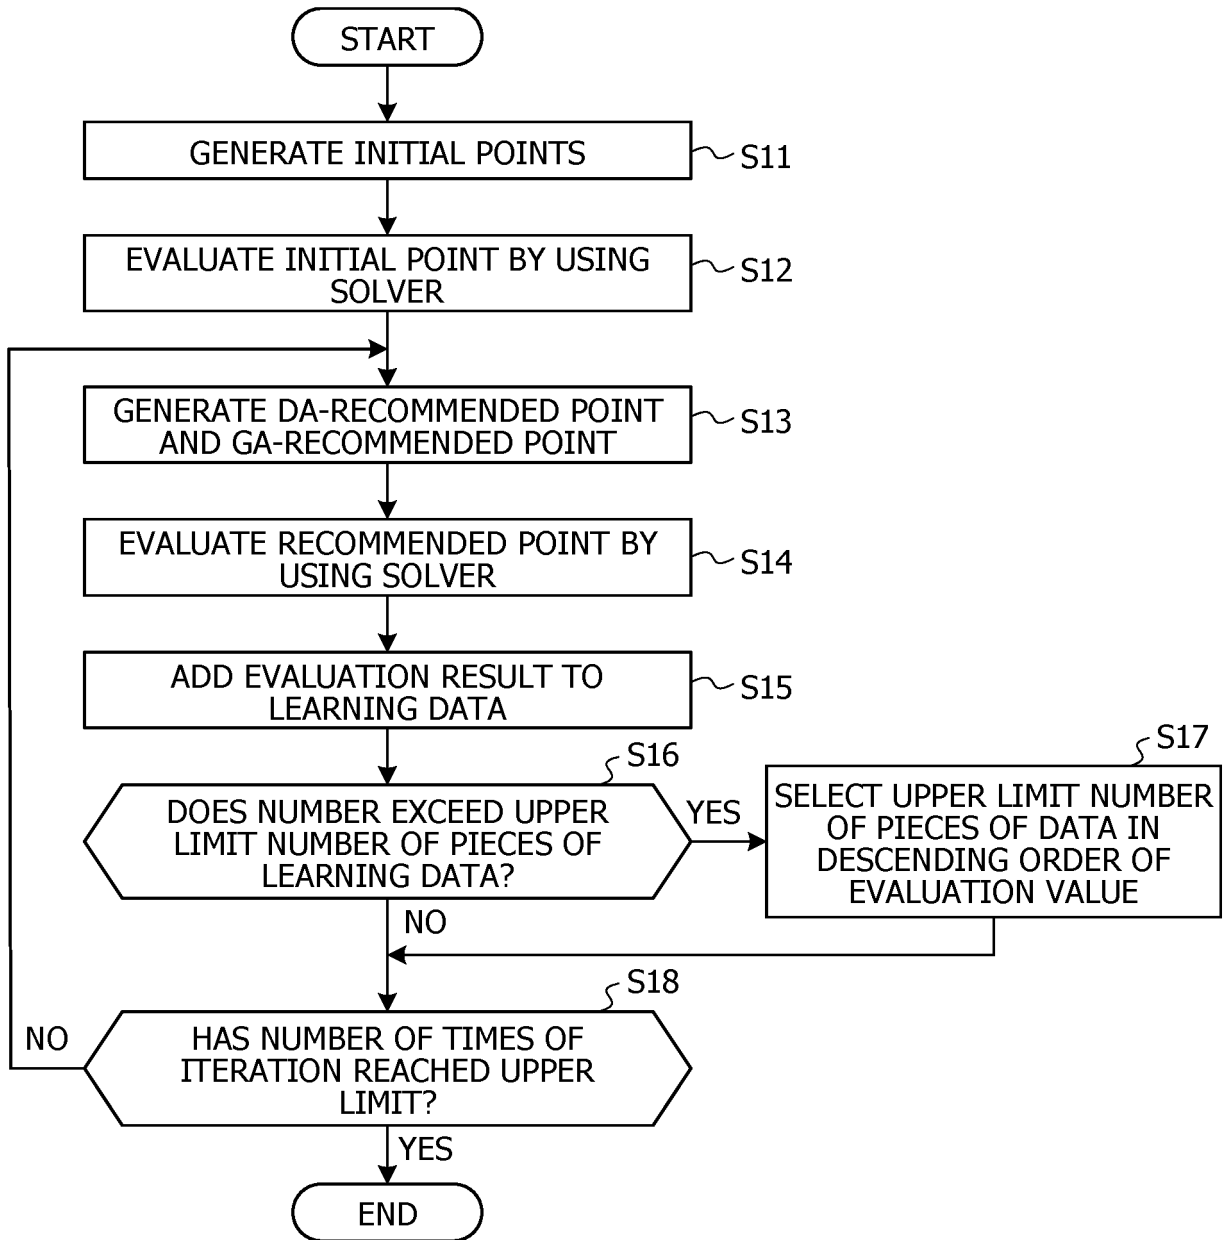 START
GENERATE INITIAL POINTS
S11
EVALUATE INITIAL POINT BY USING
SOLVER
S12
GENERATE DA-RECOMMENDED POINT
AND GA-RECOMMENDED POINT
S13
EVALUATE RECOMMENDED POINT BY
USING SOLVER
S14
ADD EVALUATION RESULT TO
LEARNING DATA
S15
S16
DOES NUMBER EXCEED UPPER
LIMIT NUMBER OF PIECES OF
LEARNING DATA?
YES
S17
SELECT UPPER LIMIT NUMBER
OF PIECES OF DATA IN
DESCENDING ORDER OF
EVALUATION VALUE
NO
S18
HAS NUMBER OF TIMES OF
ITERATION REACHED UPPER
LIMIT?
NO
YES
END